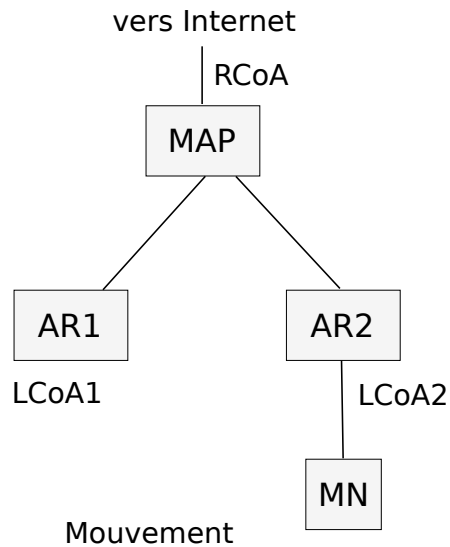 vers Internet
RCoA
MAP
AR1
AR2
LCoA1
LCoA2
MN
Mouvement